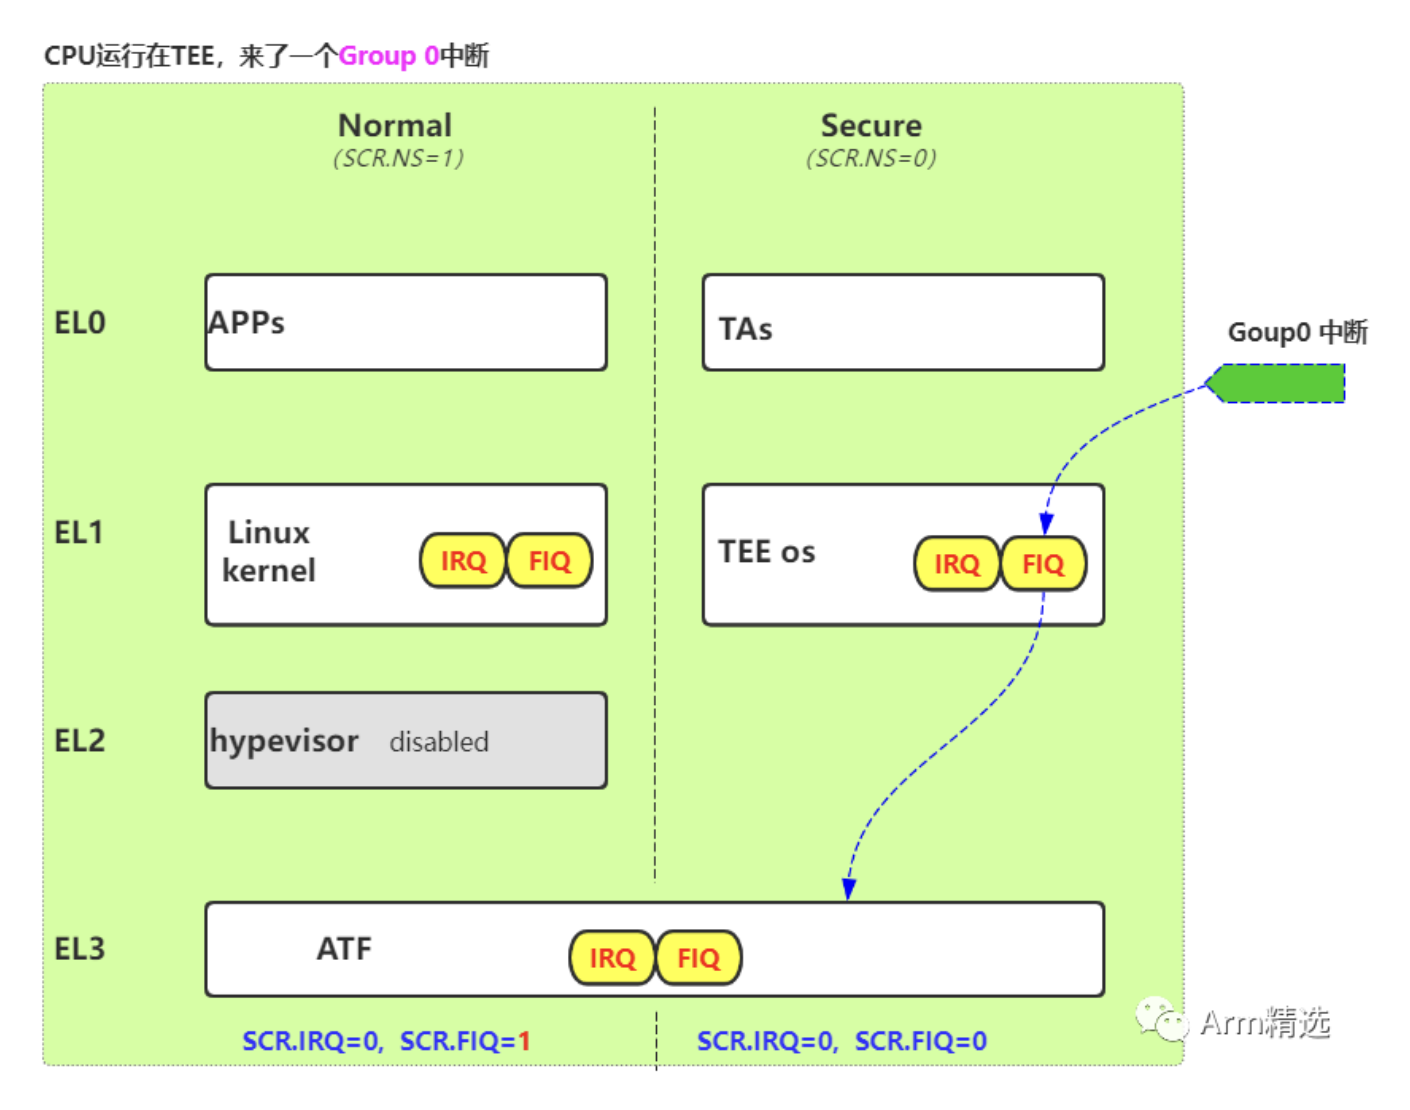 CPU运行在TEE，来了一个Group 0中断
Normal
（SCR.NS=1）
Secure
（SCR.NS=0）
EL0
APPs
TAs
Goup0 中断
EL1
Linux
kernel
IRQ
FIQ
TEE os
IRQ
FIQ
EL2
hypevisor disabled
EL3
ATF
IRQ
FIQ
SCR.IRQ=0，SCR.FIQ=1
SCR.IRQ=0，SCR.FIQ=0
Arm精选